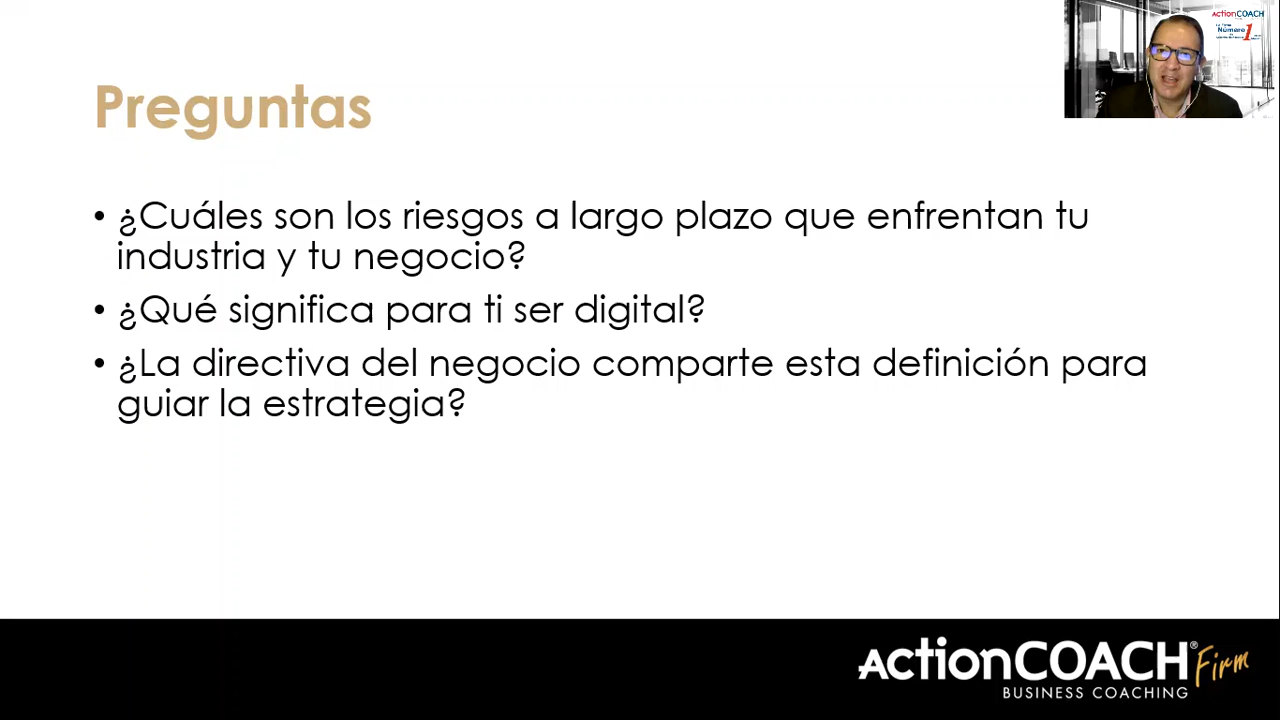 ActionCOACH
Número 1
Preguntas
• ¿Cuáles son los riesgos a largo plazo que enfrentan tu
industria y tu negocio?
• ¿Qué significa para ti ser digital?
• ¿La directiva del negocio comparte esta definición para
guiar la estrategia?
ActionCOACH® Firm
BUSINESS COACHING